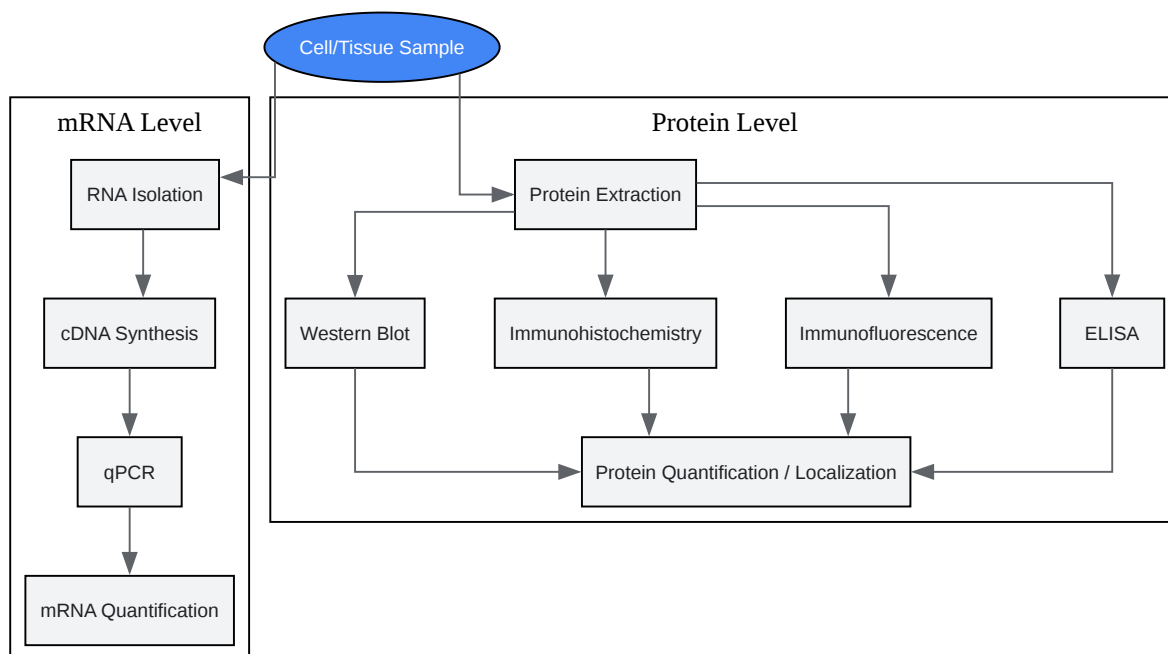 Cell/Tissue Sample
mRNA Level
Protein Level
RNA Isolation
Protein Extraction
cDNA Synthesis
Western Blot
Immunohistochemistry
Immunofluorescence
ELISA
qPCR
Protein Quantification / Localization
mRNA Quantification